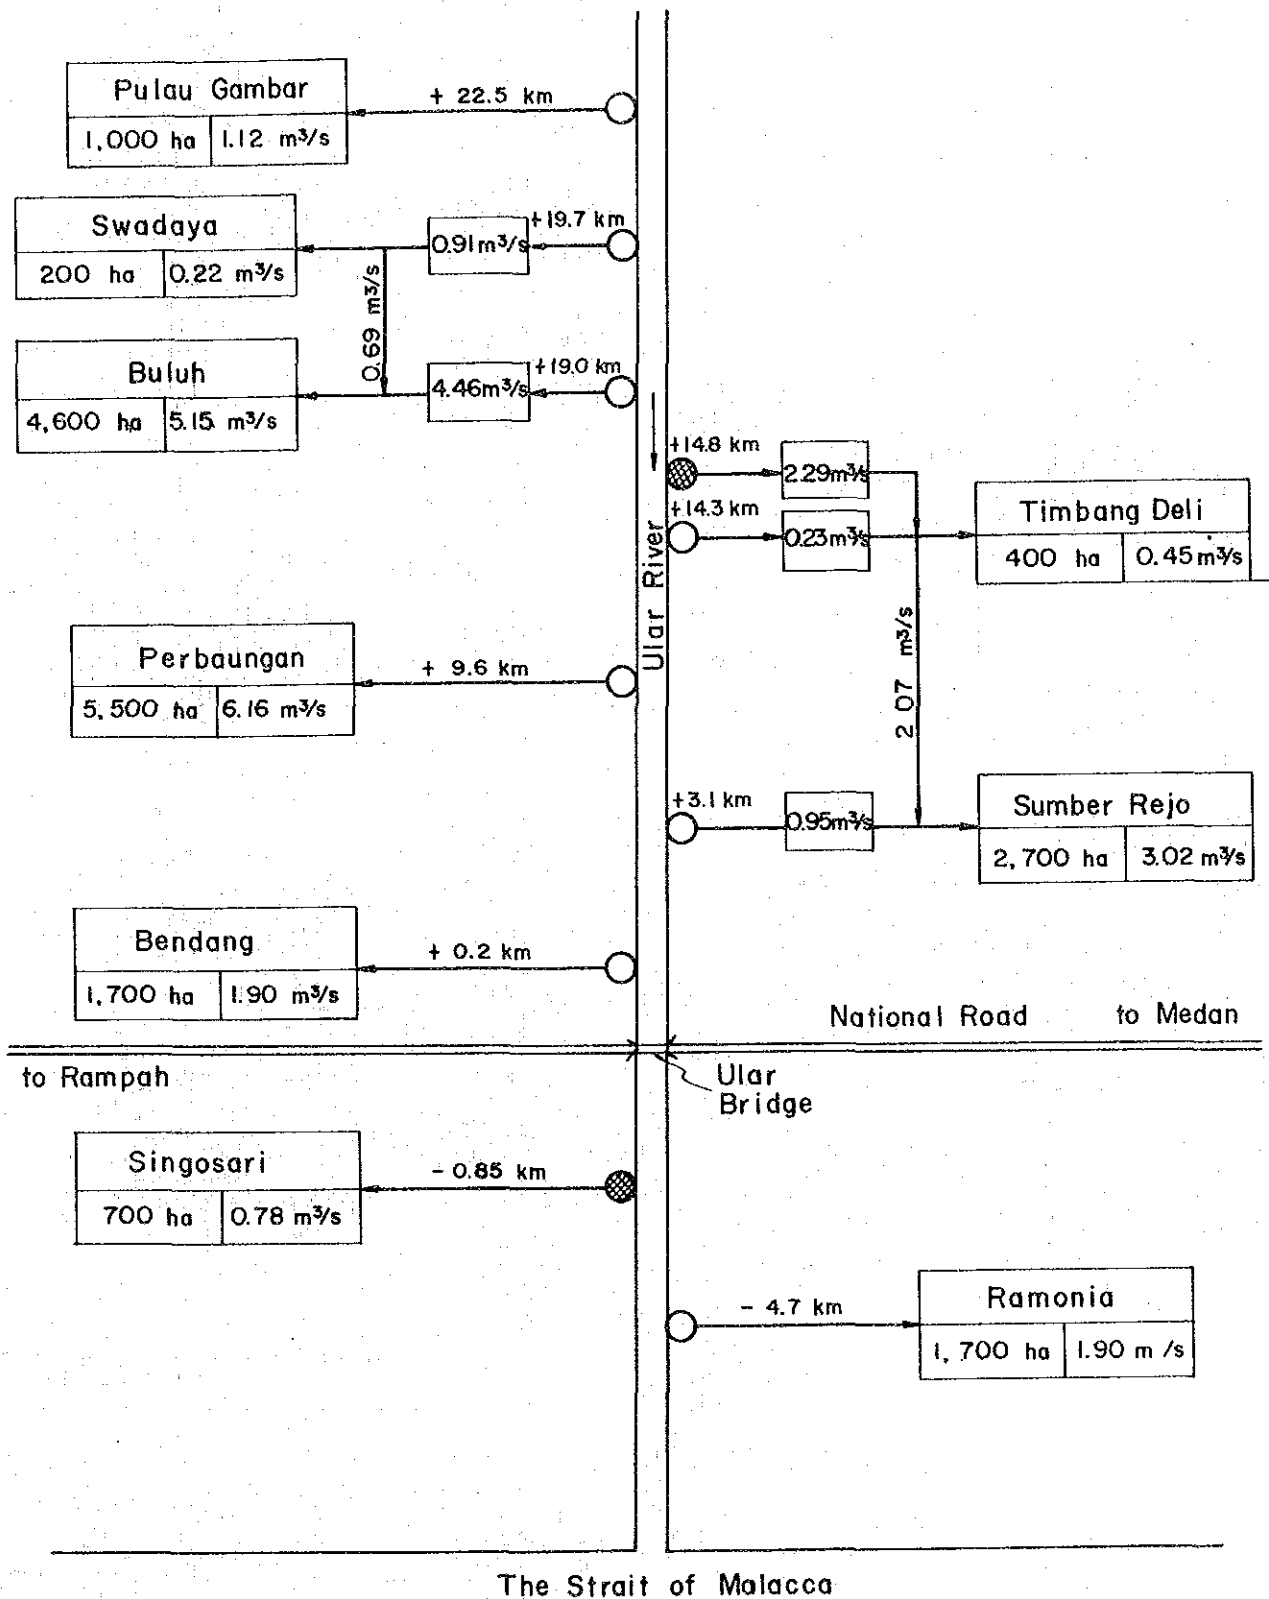 Pulau Gambar
1,000 ha 1.12 m³/s
+ 22.5 km
Swadaya
200 ha 0.22 m³/s
0.91m³/s
+19.7 km
0.69 m³/s
Buluh
4,600 ha 5.15 m³/s
4.46m³/s
+19.0 km
+14.8 km
2.29m³/s
+14.3 km
0.23m³/s
Timbang Deli
400 ha 0.45m³/s
Ular River
2.07 m³/s
Perbaungan
5,500 ha 6.16 m³/s
+ 9.6 km
+3.1 km
0.95m³/s
Sumber Rejo
2,700 ha 3.02 m³/s
Bendang
1,700 ha 1.90 m³/s
+ 0.2 km
National Road to Medan
to Rampah
Ular
Bridge
Singosari
700 ha 0.78 m³/s
- 0.85 km
Ramonia
1,700 ha 1.90 m /s
- 4.7 km
The Strait of Malacca